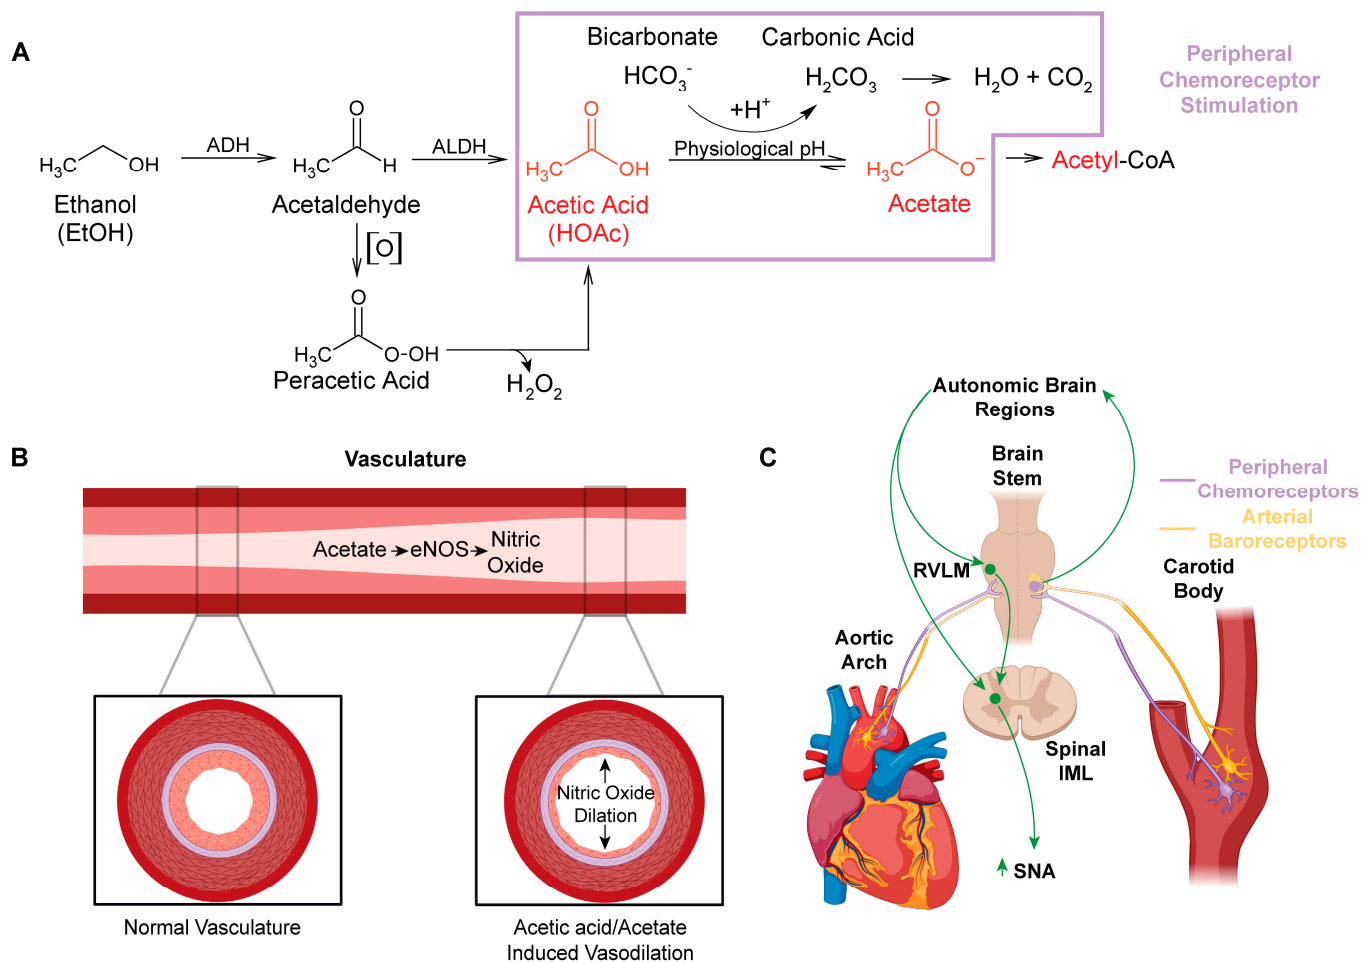 A
Bicarbonate
Carbonic Acid
HCO3-
H2CO3
H2O + CO2
+H+
Peripheral
Chemoreceptor
Stimulation
H3C
OH
ADH
O
H3C
H
ALDH
O
H3C
OH
Physiological pH
O
H3C
O−
Acetyl-CoA
Ethanol
(EtOH)
Acetaldehyde
Acetic Acid
(HOAc)
Acetate
[O]
O
H3C
O-OH
Peracetic Acid
H2O2
B
Vasculature
Acetate
eNOS
Nitric
Oxide
Nitric Oxide
Dilation
Normal Vasculature
Acetic acid/Acetate
Induced Vasodilation
C
Autonomic Brain
Regions
Brain
Stem
Peripheral
Chemoreceptors
Arterial
Baroreceptors
RVLM
Carotid
Body
Aortic
Arch
Spinal
IML
SNA